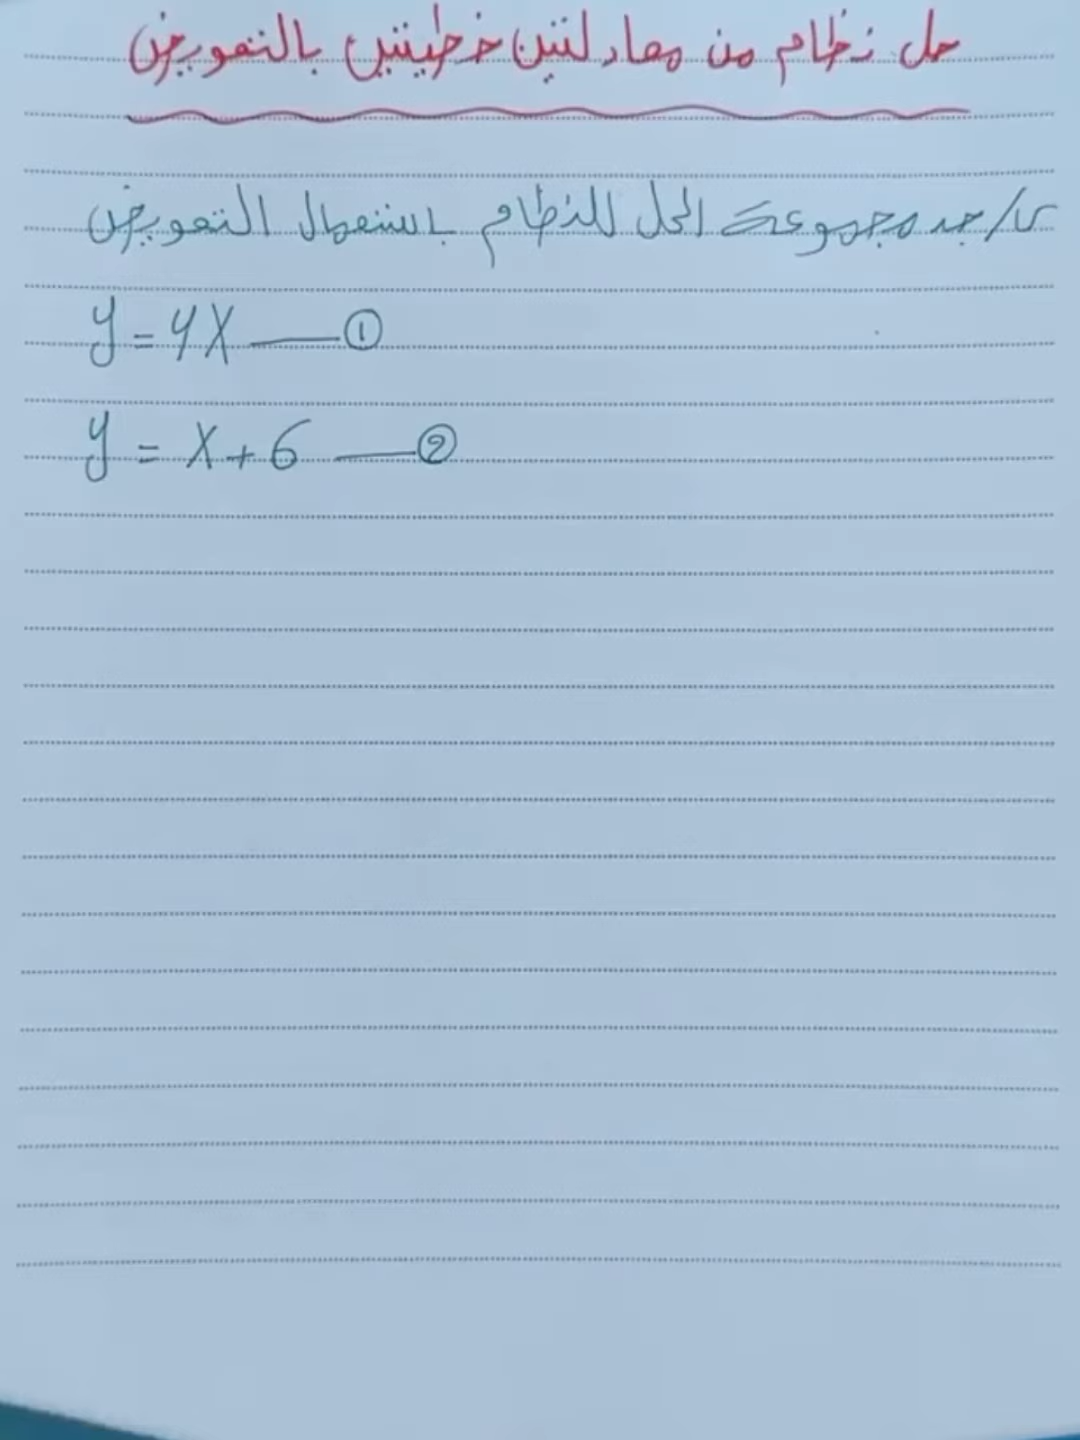 حل نظام من معادلتين خطيتين بالتعويض
س/ جد مجموعة الحل للنظام باستعمال التعويض
y = 4X —— ①
y = X + 6 —— ②